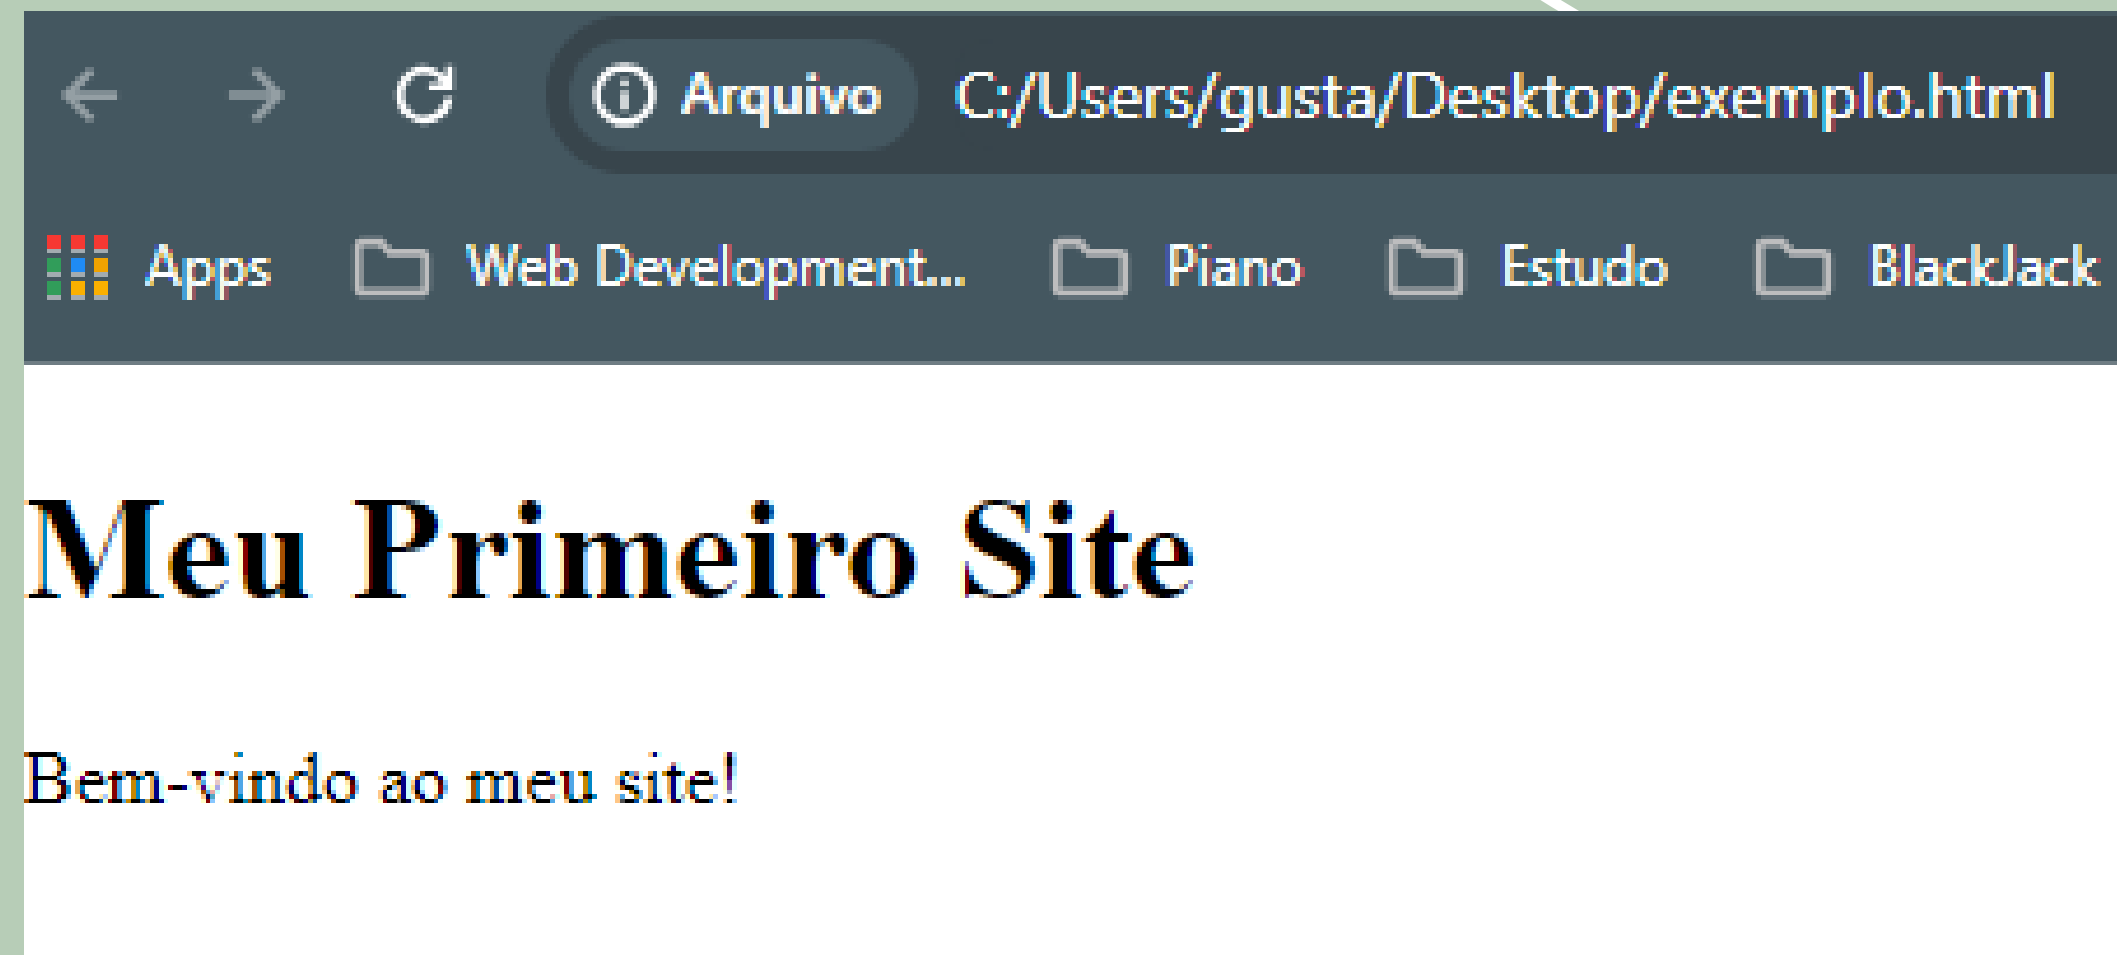 Arquivo C:/Users/gusta/Desktop/exemplo.html
Apps Web Development... Piano Estudo BlackJack
Meu Primeiro Site
Bem-vindo ao meu site!